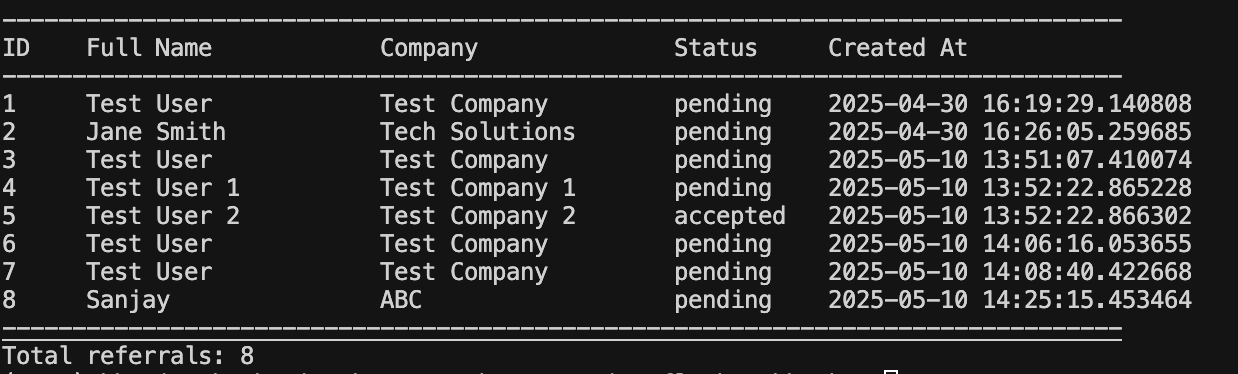 ID Full Name Company Status Created At
1 Test User Test Company pending 2025-04-30 16:19:29.140808
2 Jane Smith Tech Solutions pending 2025-04-30 16:26:05.259685
3 Test User Test Company pending 2025-05-10 13:51:07.410074
4 Test User 1 Test Company 1 pending 2025-05-10 13:52:22.865228
5 Test User 2 Test Company 2 accepted 2025-05-10 13:52:22.866302
6 Test User Test Company pending 2025-05-10 14:06:16.053655
7 Test User Test Company pending 2025-05-10 14:08:40.422668
8 Sanjay ABC pending 2025-05-10 14:25:15.453464
Total referrals: 8